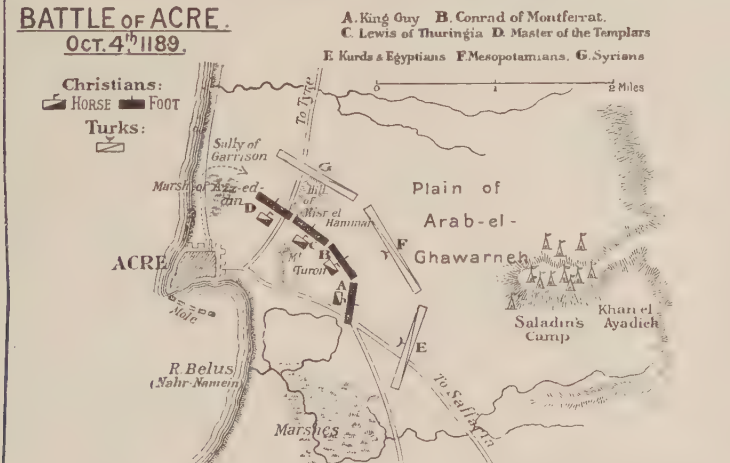 BATTLE OF ACRE.
OCT. 4th 1189.
A. King Guy B. Conrad of Montferrat.
C. Lewis of Thuringia D. Master of the Templars
E Kurds & Egyptians F. Mesopotamians. G. Syrians
Christians:
HORSE FOOT
Turks:
0 1 2 Miles
To Tyre
Sally of
Garrison
Marsh of Ayz-ed-
din
G
Hill
of
Misr el
Hammar
D
C
B
A
Mt
Turon
Plain of
Arab-el-
Ghawarneh
F
E
ACRE
Mole
Saladin's
Camp
Khan el
Ayadieh
R. Belus
(Nahr-Namein)
Marshes
To Saffaria